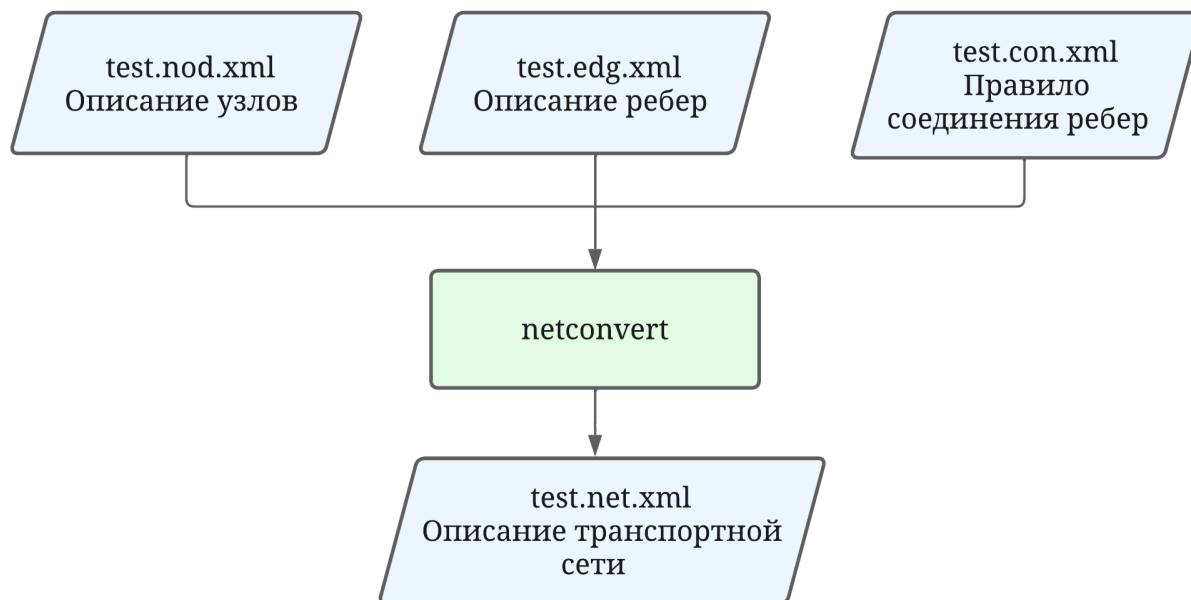 test.nod.xml
Описание узлов
test.edg.xml
Описание ребер
test.con.xml
Правило
соединения ребер
netconvert
test.net.xml
Описание транспортной
сети